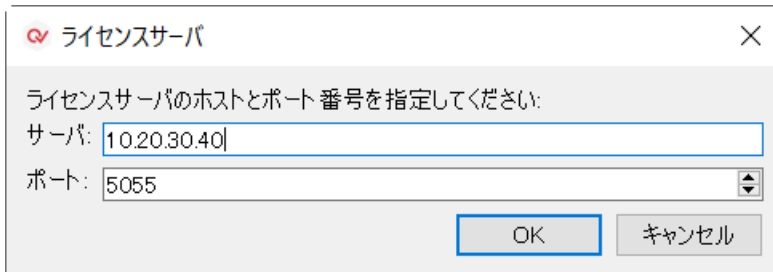 ライセンスサーバ
ライセンスサーバのホストとポート番号を指定してください:
サーバ: 10.20.30.40
ポート: 5055
OK キャンセル